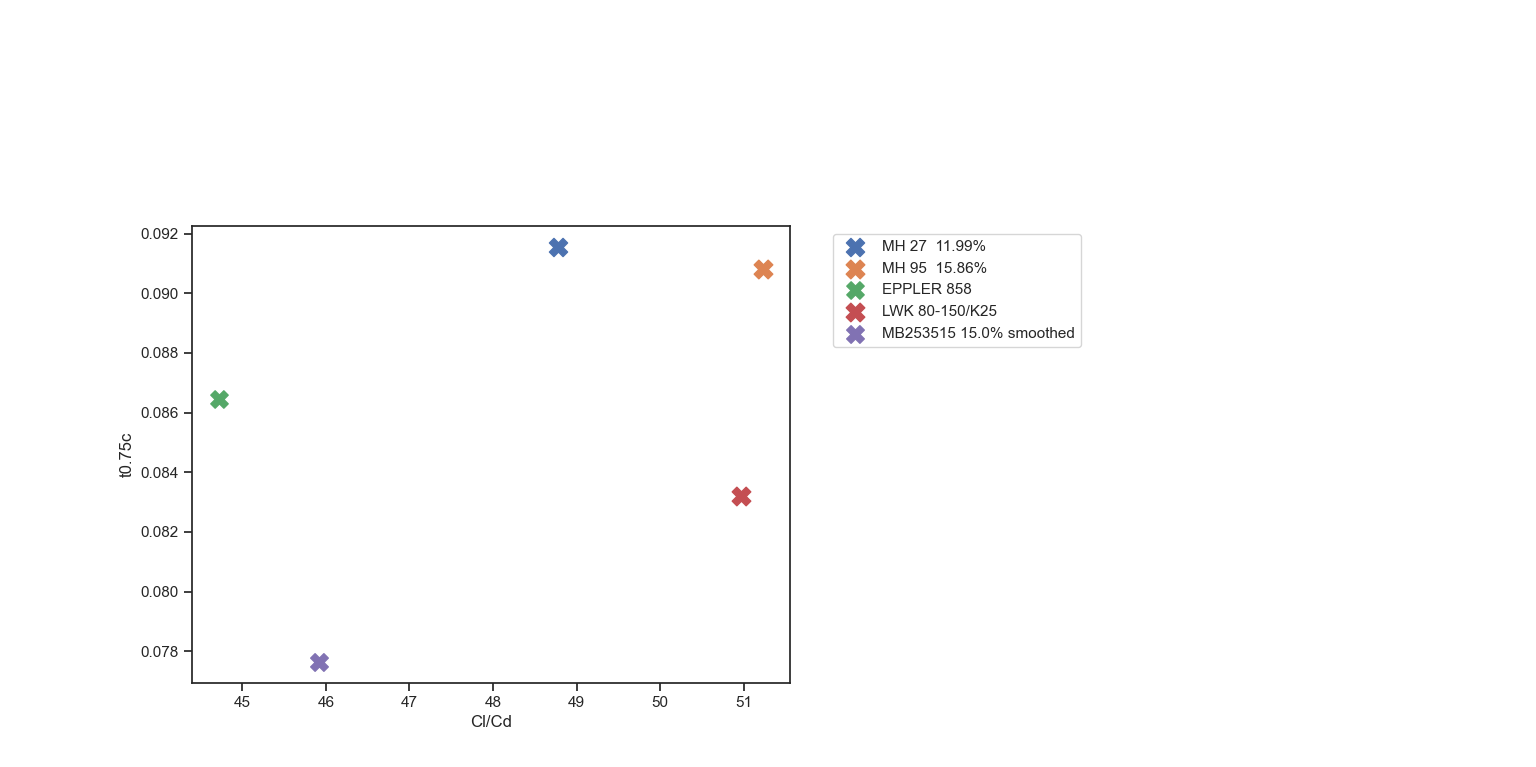 0.092
0.090
0.088
0.086
0.084
0.082
0.080
0.078
t0.75c
45 46 47 48 49 50 51
Cl/Cd
MH 27  11.99%
MH 95  15.86%
EPPLER 858
LWK 80-150/K25
MB253515 15.0% smoothed